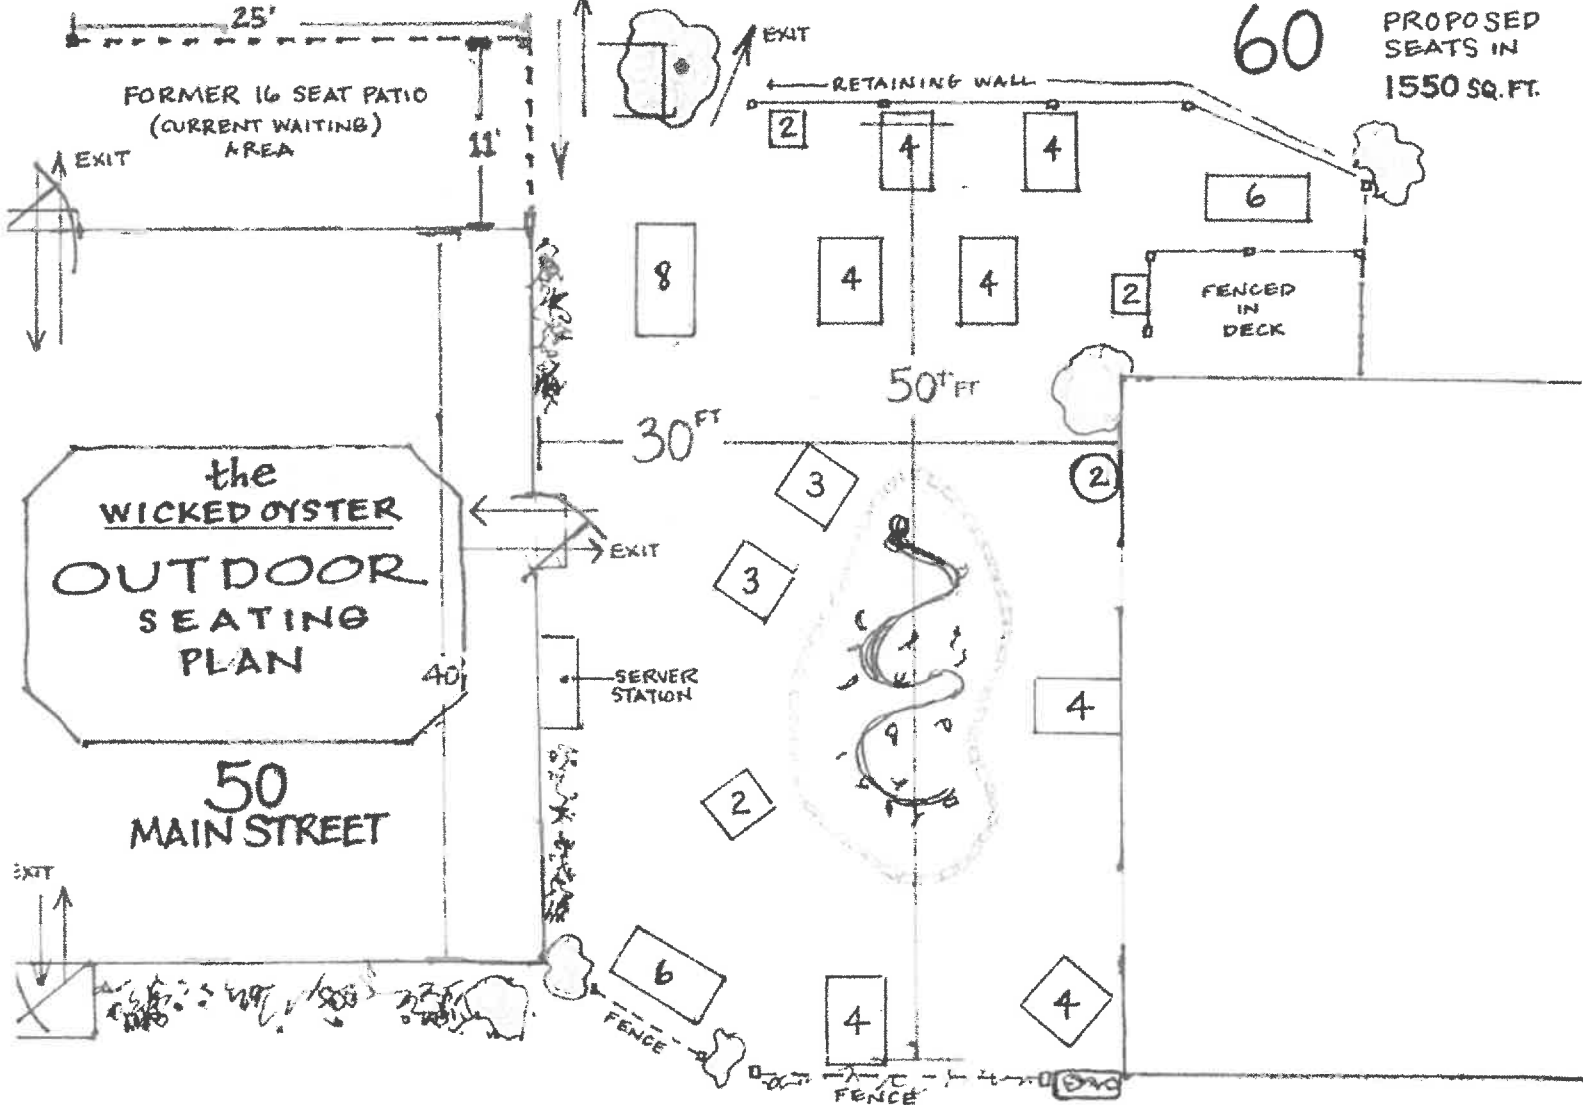 25'
60
PROPOSED
SEATS IN
1550 SQ. FT.
EXIT
RETAINING WALL
FORMER 16 SEAT PATIO
(CURRENT WAITING)
AREA
11'
EXIT
2
4
4
6
8
4
4
2
FENCED
IN
DECK
50 FT
30 FT
the
WICKED OYSTER
OUTDOOR
SEATING
PLAN
3
2
EXIT
3
40'
SERVER
STATION
4
50
MAIN STREET
2
EXIT
6
4
4
FENCE
FENCE